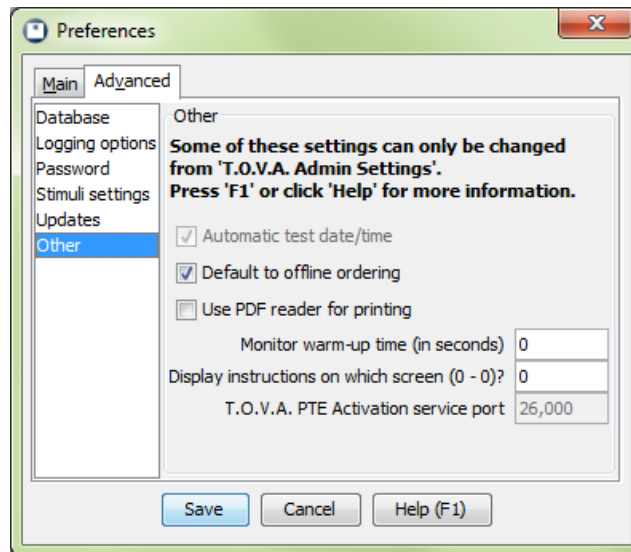 Preferences
Main
Advanced
Database
Logging options
Password
Stimuli settings
Updates
Other
Other
Some of these settings can only be changed
from 'T.O.V.A. Admin Settings'.
Press 'F1' or click 'Help' for more information.
Automatic test date/time
Default to offline ordering
Use PDF reader for printing
Monitor warm-up time (in seconds) 0
Display instructions on which screen (0 - 0)? 0
T.O.V.A. PTE Activation service port 26,000
Save
Cancel
Help (F1)